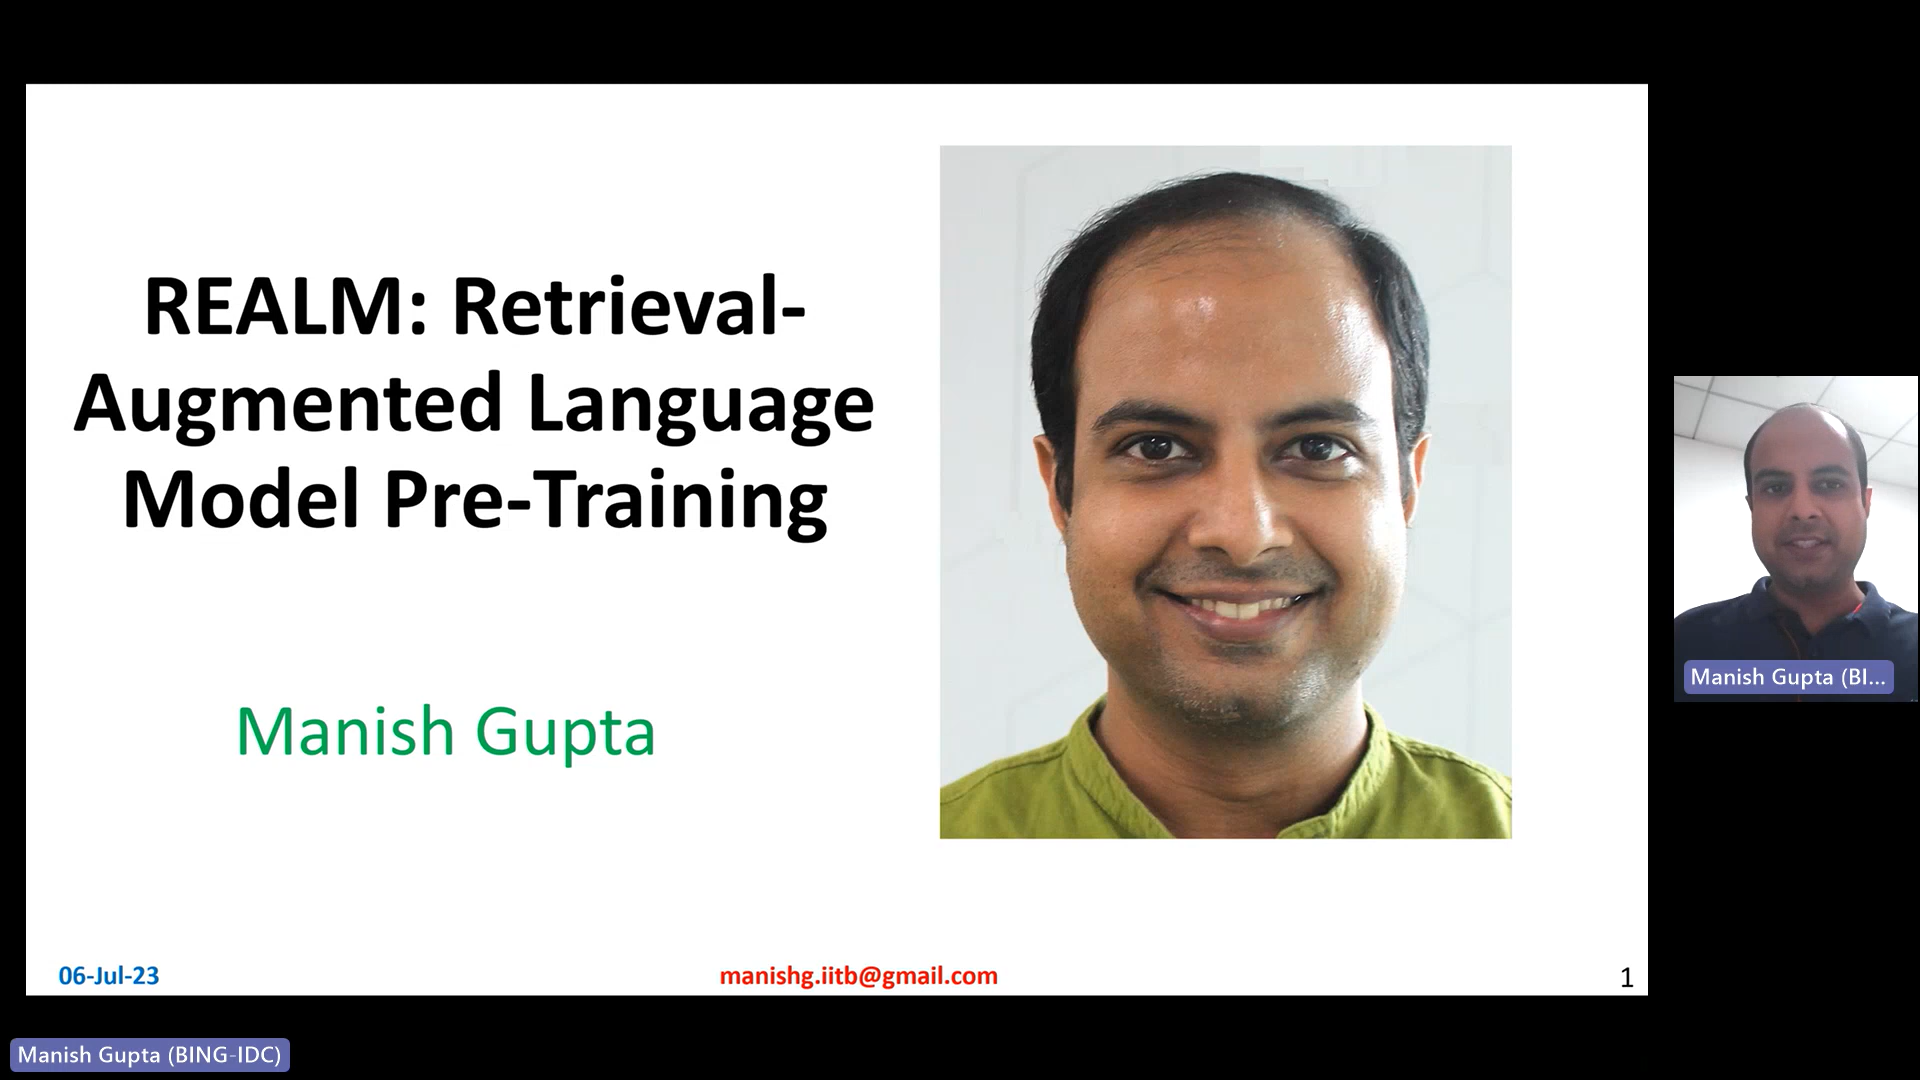 REALM: Retrieval-
Augmented Language
Model Pre-Training
Manish Gupta
06-Jul-23
manishg.iitb@gmail.com
1
Manish Gupta (BI...
Manish Gupta (BING-IDC)